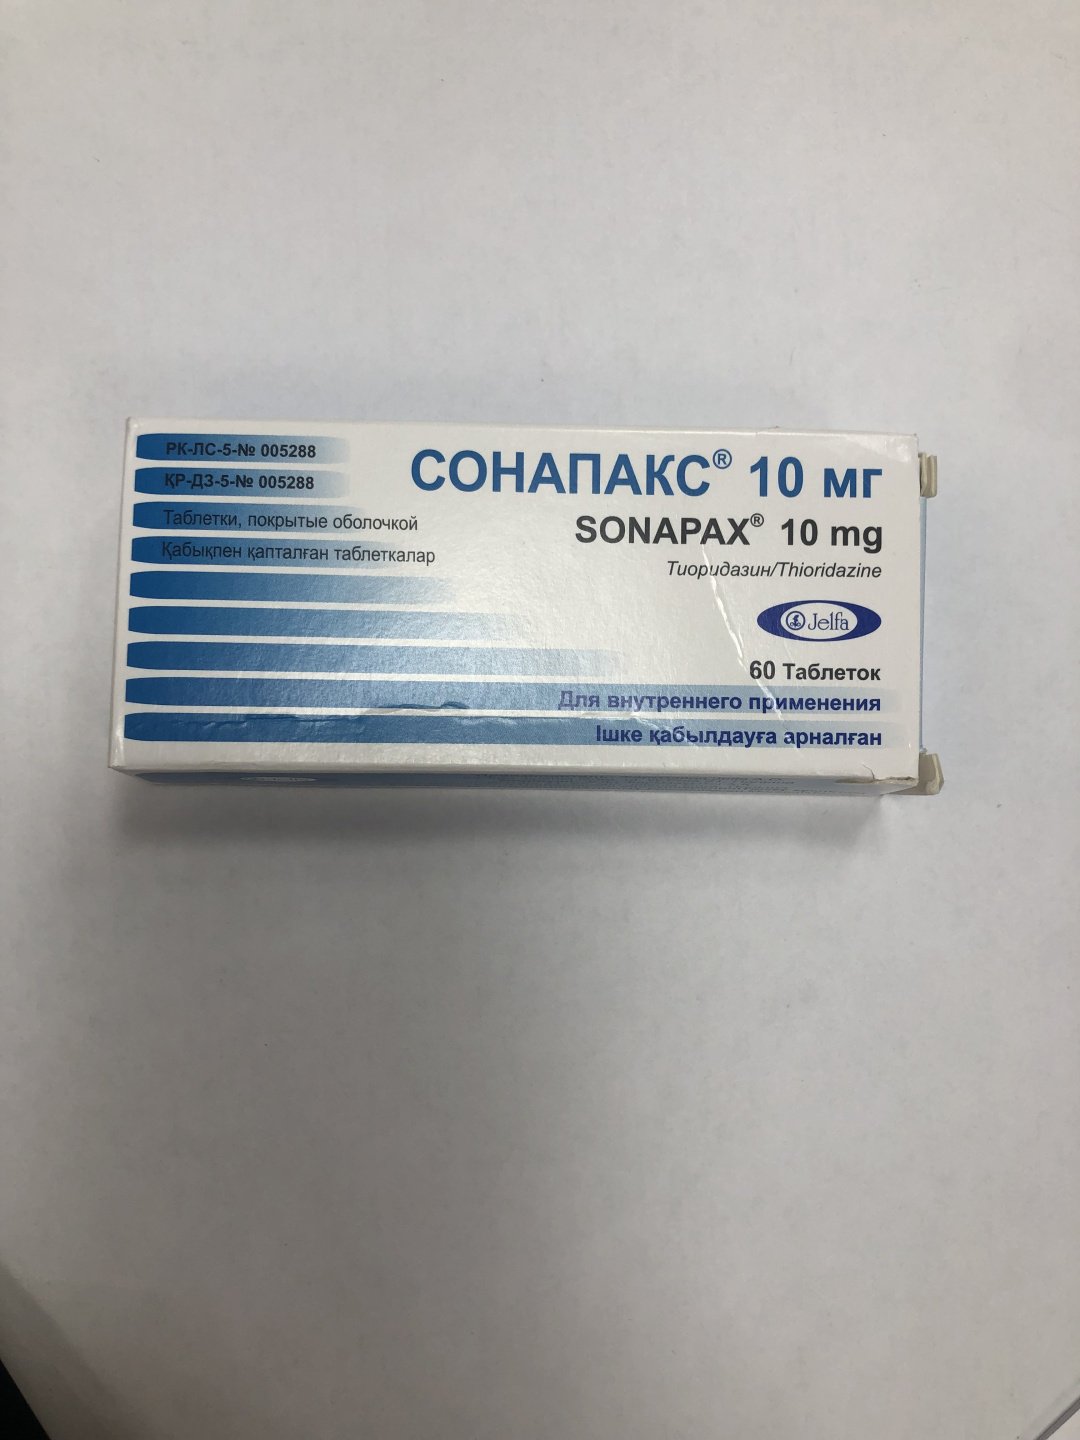 РК-ЛС-5-№ 005288
ҚР-ДЗ-5-№ 005288
Таблетки, покрытые оболочкой
Қабықпен қапталған таблеткалар
СОНАПАКС® 10 мг
SONAPAX® 10 mg
Тиоридазин/Thioridazine
Jelfa
60 Таблеток
Для внутреннего применения
Ішке қабылдауға арналған